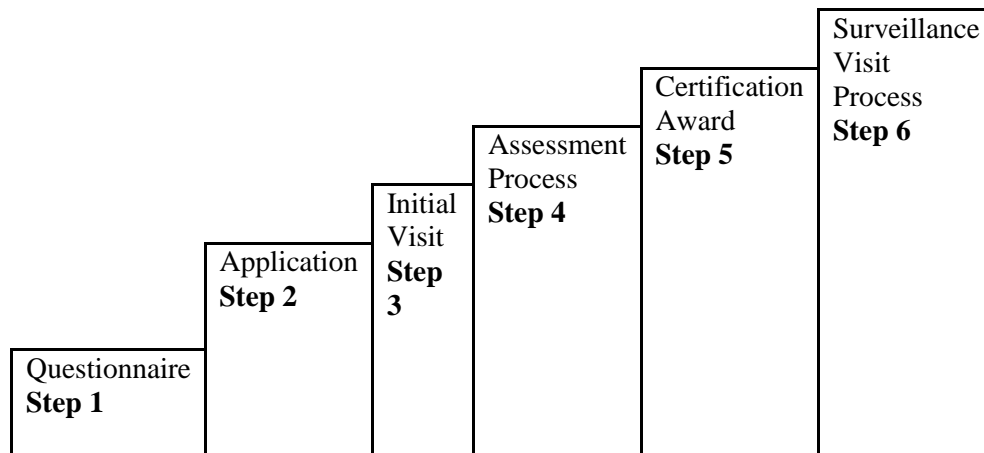 Questionnaire
Step 1
Application
Step 2
Initial
Visit
Step
3
Assessment
Process
Step 4
Certification
Award
Step 5
Surveillance
Visit
Process
Step 6